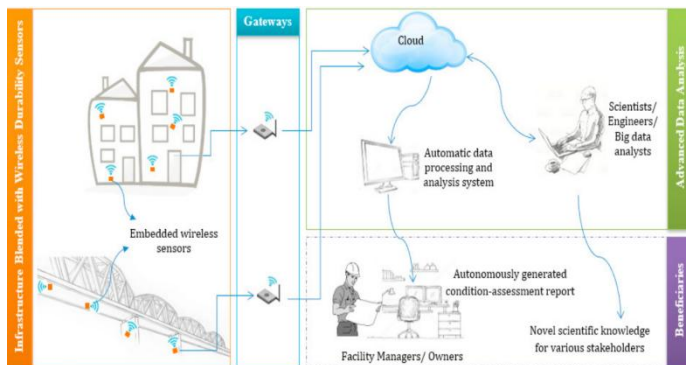 Infrastructure Blended with Wireless Durability Sensors
Embedded wireless
sensors
Gateways
Cloud
Automatic data
processing and
analysis system
Scientists/
Engineers/
Big data
analysts
Advanced Data Analysis
Autonomously generated
condition-assessment report
Facility Managers/ Owners
Novel scientific knowledge
for various stakeholders
Beneficiaries